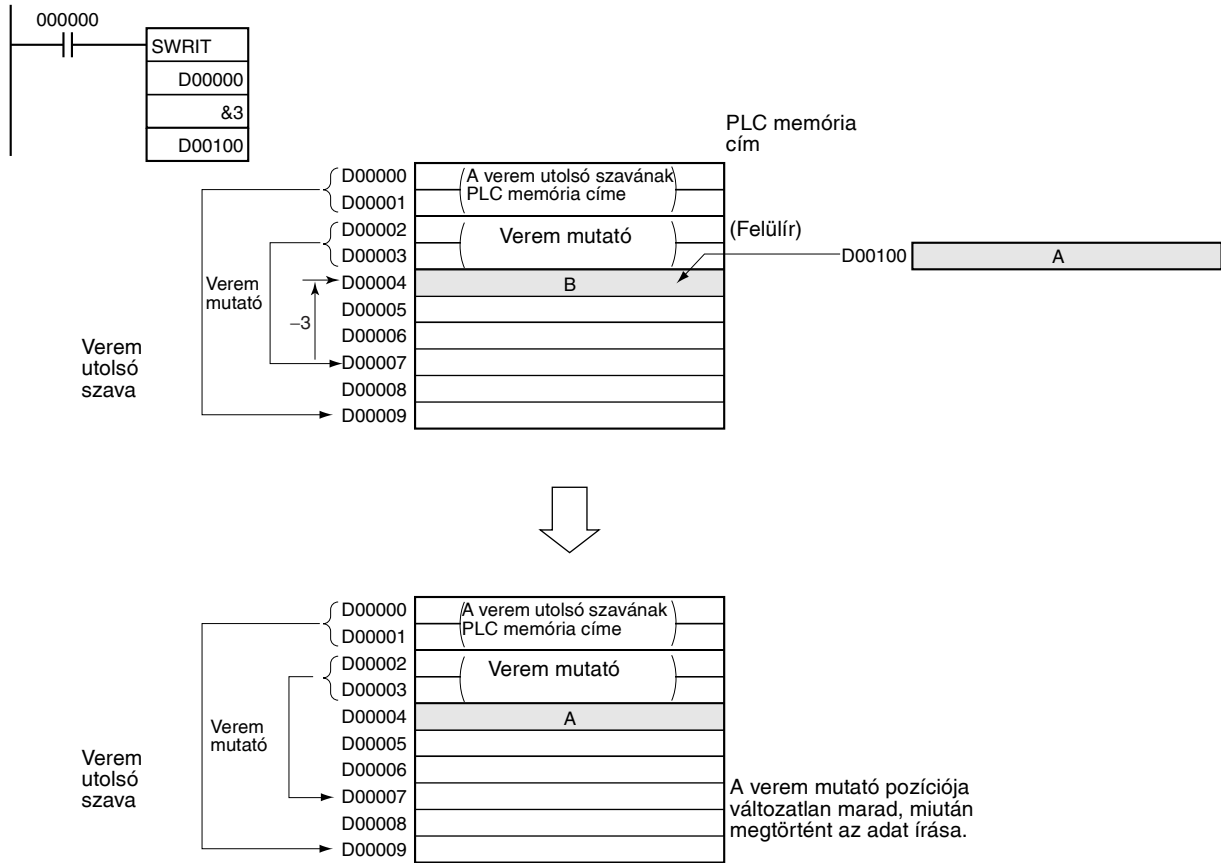 000000
SWRIT
D00000
&3
D00100
PLC memória
cím
D00000
D00001
D00002
D00003
D00004
D00005
D00006
D00007
D00008
D00009
A verem utolsó szavának
PLC memória címe
Verem mutató
B
(Felülír)
D00100
A
Verem
mutató
–3
Verem
utolsó
szava
D00000
D00001
D00002
D00003
D00004
D00005
D00006
D00007
D00008
D00009
A verem utolsó szavának
PLC memória címe
Verem mutató
A
Verem
mutató
Verem
utolsó
szava
A verem mutató pozíciója
változatlan marad, miután
megtörtént az adat írása.